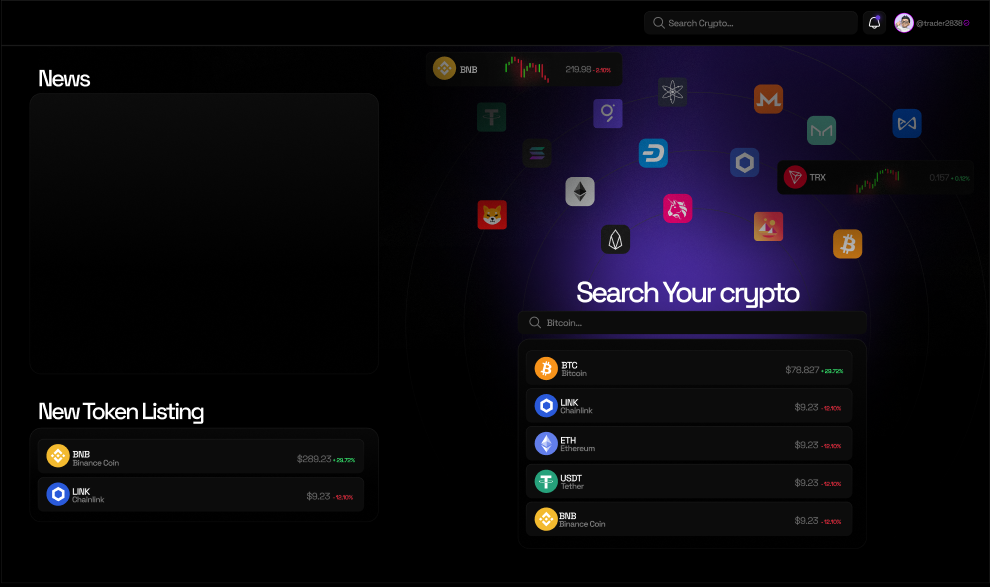 Search Crypto...
@trader2838
News
BNB 219.98 -2.10%
TRX 0.157 +0.12%
Search Your crypto
Bitcoin...
BTC
Bitcoin
$78.827 +29.72%
LINK
Chainlink
$9.23 -12.10%
ETH
Ethereum
$9.23 -12.10%
USDT
Tether
$9.23 -12.10%
BNB
Binance Coin
$9.23 -12.10%
New Token Listing
BNB
Binance Coin
$289.23 +29.72%
LINK
Chainlink
$9.23 -12.10%